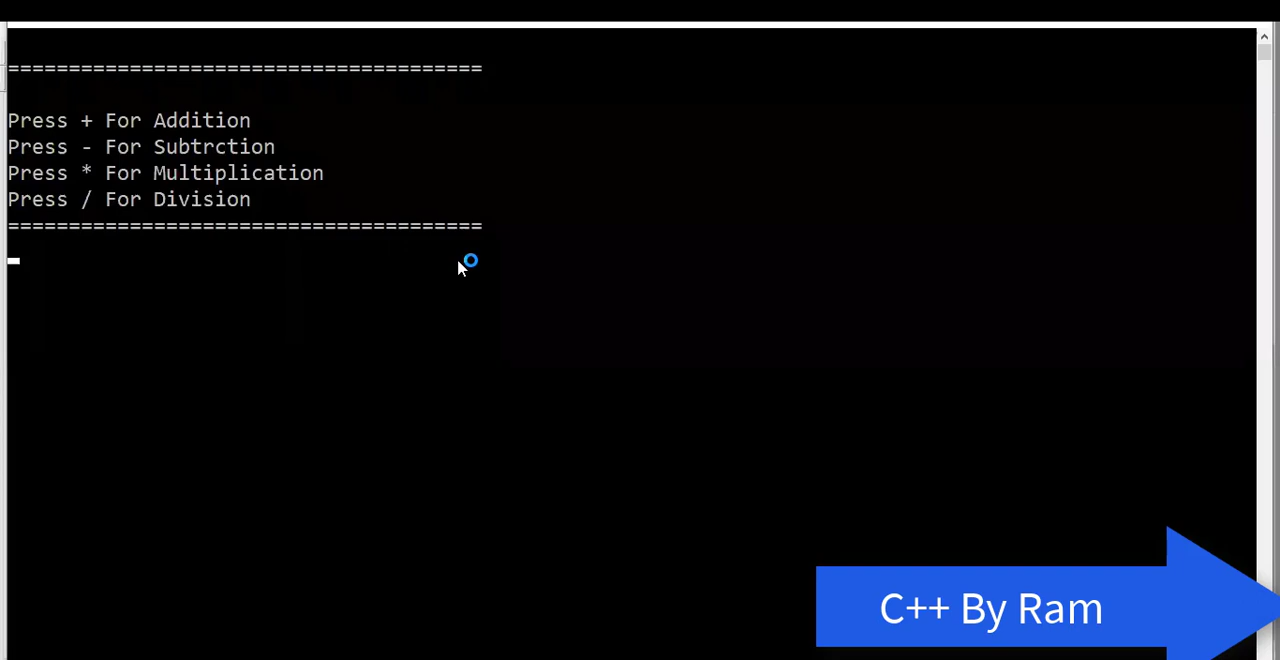 =======================================
Press + For Addition
Press - For Subtrction
Press * For Multiplication
Press / For Division
=======================================
C++ By Ram